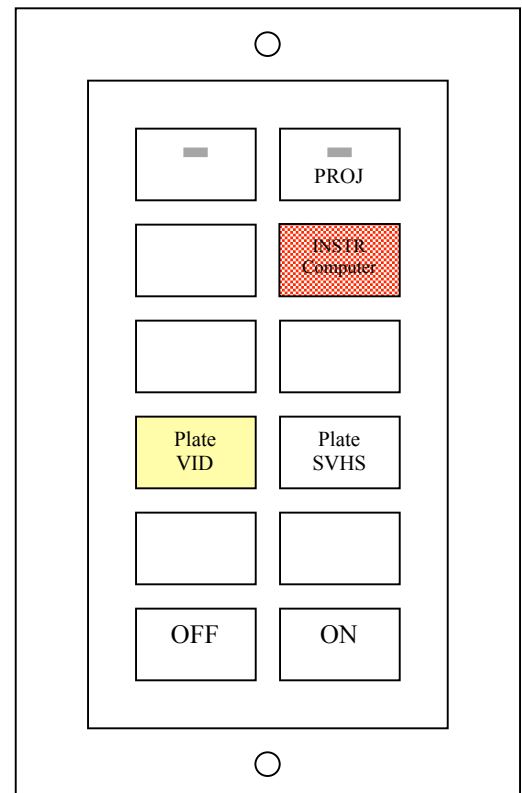 PROJ
INSTR
Computer
Plate
VID
Plate
SVHS
OFF
ON